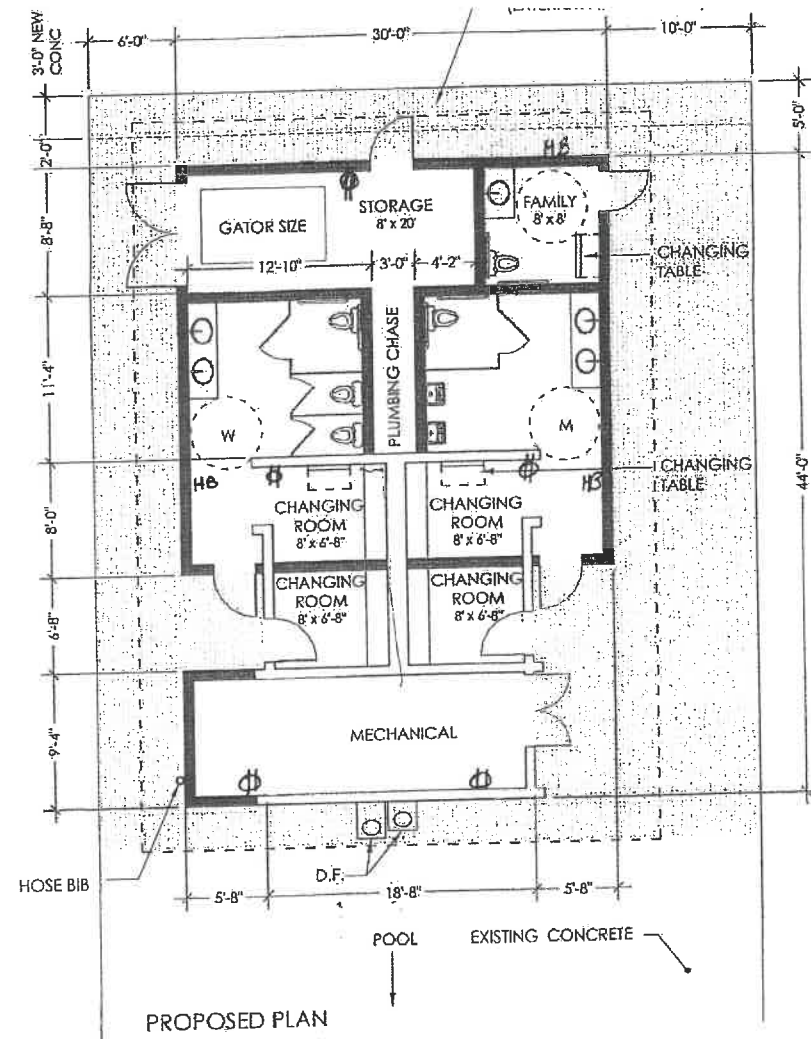 3'-0" NEW
CONC
6'-0"
30'-0"
10'-0"
5'-0"
2'-0"
HB
GATOR SIZE
STORAGE
8' x 20'
FAMILY
8' x 8'
8'-8"
12'-10"
3'-0"
4'-2"
CHANGING
TABLE
11'-4"
PLUMBING CHASE
W
M
44'-0"
HB
HB
CHANGING
TABLE
8'-0"
CHANGING
ROOM
8' x 6'-8"
CHANGING
ROOM
8' x 6'-8"
CHANGING
ROOM
8' x 6'-8"
CHANGING
ROOM
8' x 6'-8"
6'-8"
MECHANICAL
9'-4"
HOSE BIB
D.F.
5'-8"
18'-8"
5'-8"
POOL
EXISTING CONCRETE
PROPOSED PLAN